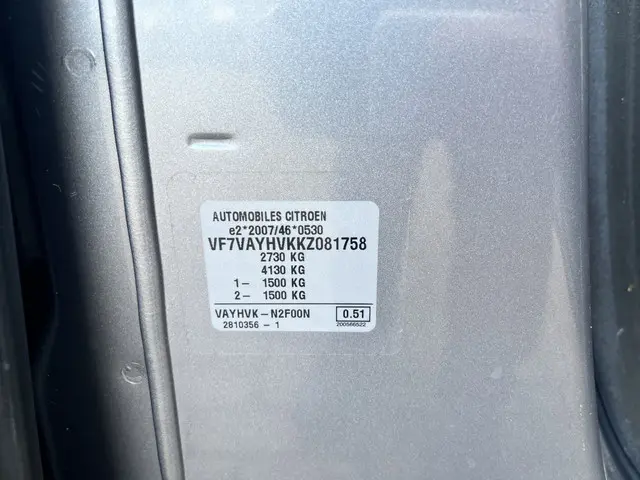 AUTOMOBILES CITROEN
e2*2007/46*0530
VF7VAYHVKKZ081758
2730 KG
4130 KG
1- 1500 KG
2- 1500 KG
VAYHVK-N2F00N 0.51
2810356 - 1 200566522